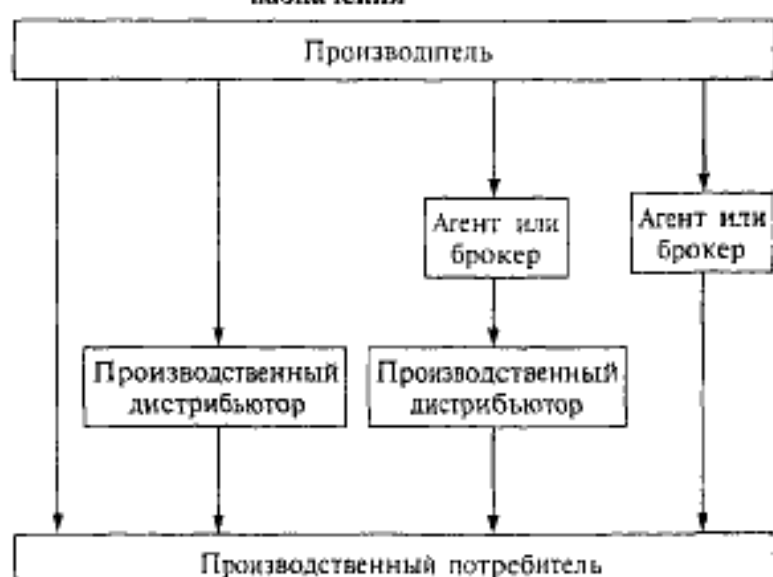 Производитель
Агент или
брокер
Агент или
брокер
Производственный
дистрибьютор
Производственный
дистрибьютор
Производственный потребитель